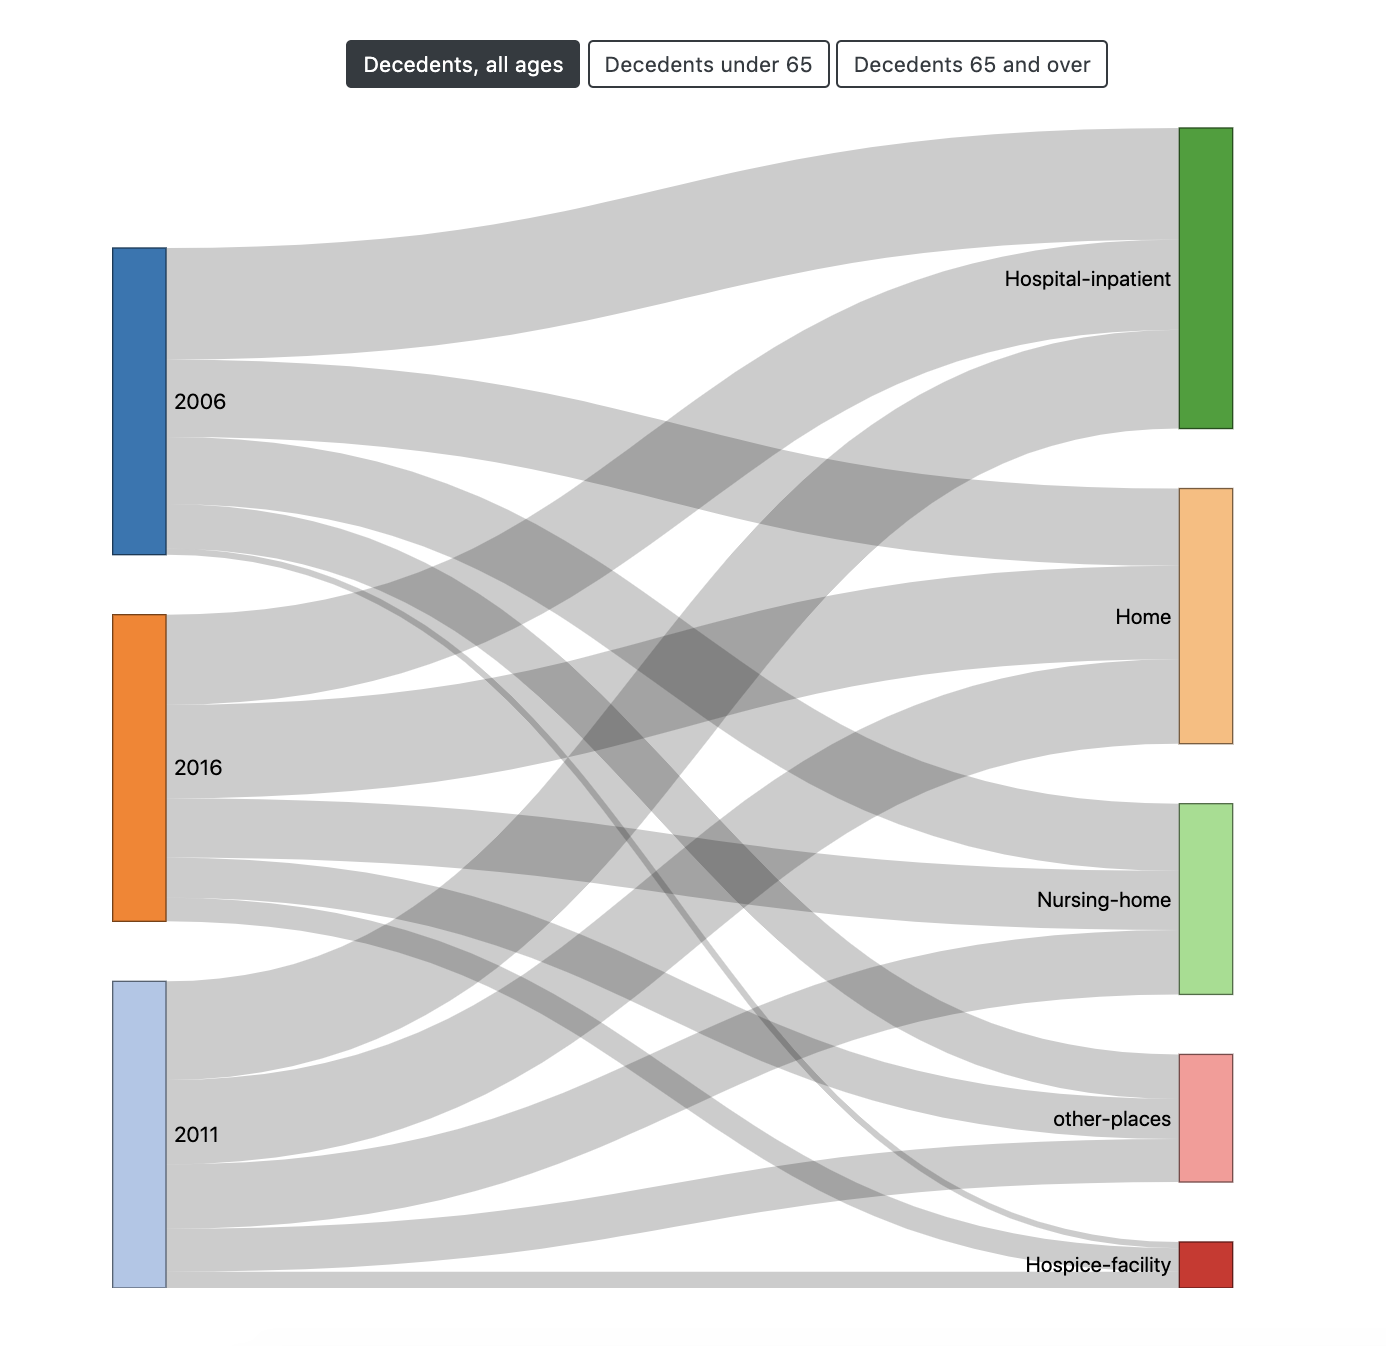 Decedents, all ages
Decedents under 65
Decedents 65 and over
Hospital-inpatient
2006
Home
2016
Nursing-home
other-places
2011
Hospice-facility